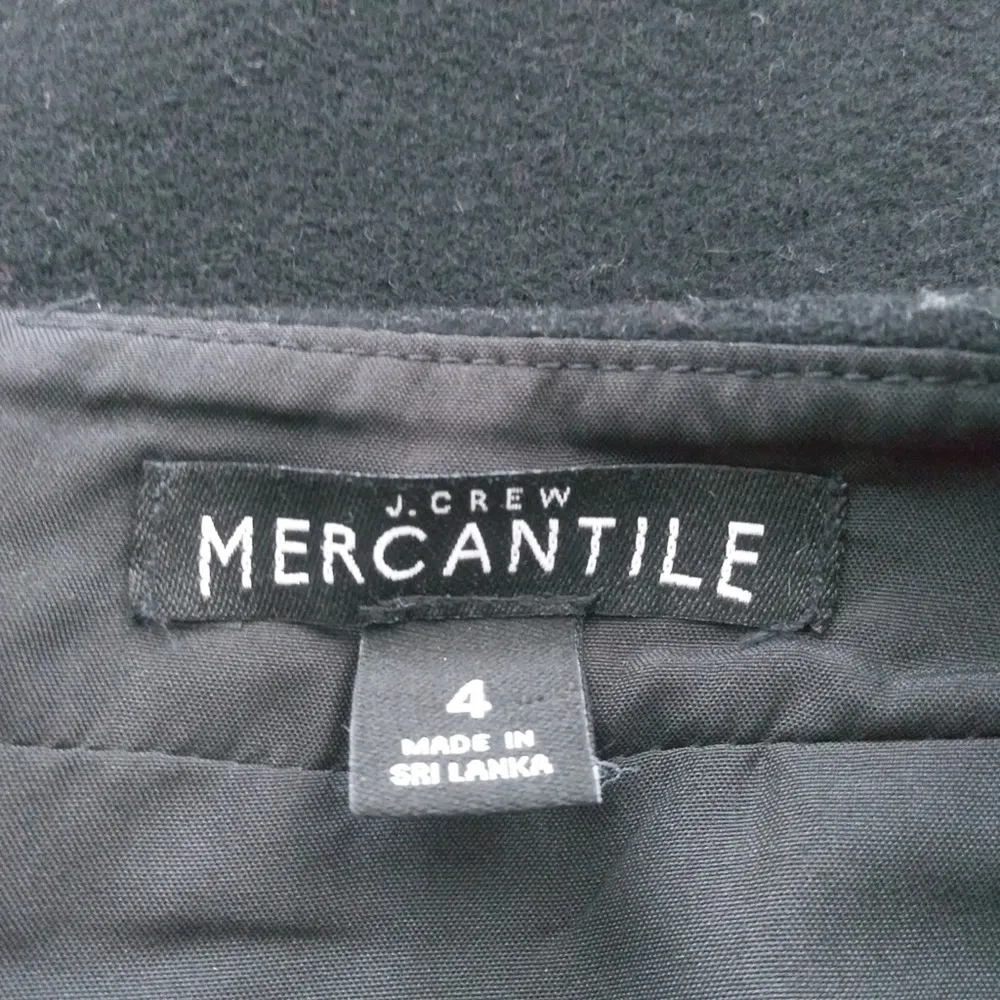 J.CREW
MERCANTILE
4
MADE IN
SRI LANKA